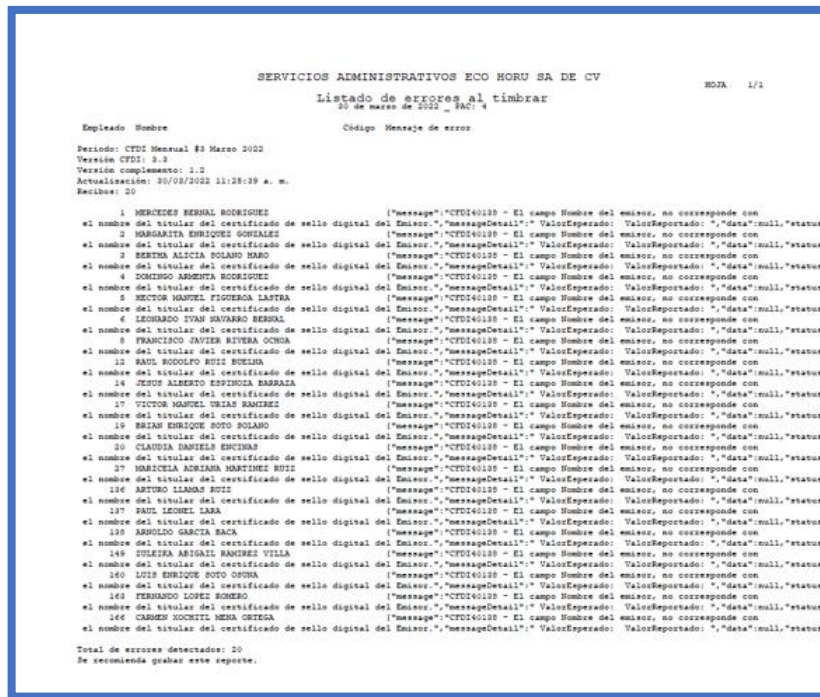 SERVICIOS ADMINISTRATIVOS ECO HORU SA DE CV
HOJA 1/1
Listado de errores al timbrar
30 de marzo de 2022 _ PAC: 4
Empleado Nombre Código Mensaje de error
Periodo: CFDI Mensual #3 Marzo 2022
Versión CFDI: 3.3
Versión complemento: 1.2
Actualización: 30/03/2022 11:28:39 a. m.
Recibos: 20
1 MERCEDES BERNAL RODRIGUEZ {"message":"CFDI40138 - El campo Nombre del emisor, no corresponde con
el nombre del titular del certificado de sello digital del Emisor.","messageDetail":" ValorEsperado: ValorReportado: ","data":null,"status
2 MARGARITA ENRIQUEZ GONZALEZ {"message":"CFDI40138 - El campo Nombre del emisor, no corresponde con
el nombre del titular del certificado de sello digital del Emisor.","messageDetail":" ValorEsperado: ValorReportado: ","data":null,"status
3 BERTHA ALICIA SOLANO HARO {"message":"CFDI40138 - El campo Nombre del emisor, no corresponde con
el nombre del titular del certificado de sello digital del Emisor.","messageDetail":" ValorEsperado: ValorReportado: ","data":null,"status
4 DOMINGO ARMENTA RODRIGUEZ {"message":"CFDI40138 - El campo Nombre del emisor, no corresponde con
el nombre del titular del certificado de sello digital del Emisor.","messageDetail":" ValorEsperado: ValorReportado: ","data":null,"status
5 HECTOR MANUEL FIGUEROA LASTRA {"message":"CFDI40138 - El campo Nombre del emisor, no corresponde con
el nombre del titular del certificado de sello digital del Emisor.","messageDetail":" ValorEsperado: ValorReportado: ","data":null,"status
6 LEONARDO IVAN NAVARRO BERNAL {"message":"CFDI40138 - El campo Nombre del emisor, no corresponde con
el nombre del titular del certificado de sello digital del Emisor.","messageDetail":" ValorEsperado: ValorReportado: ","data":null,"status
8 FRANCISCO JAVIER RIVERA OCHOA {"message":"CFDI40138 - El campo Nombre del emisor, no corresponde con
el nombre del titular del certificado de sello digital del Emisor.","messageDetail":" ValorEsperado: ValorReportado: ","data":null,"status
12 RAUL RODOLFO RUIZ BUELNA {"message":"CFDI40138 - El campo Nombre del emisor, no corresponde con
el nombre del titular del certificado de sello digital del Emisor.","messageDetail":" ValorEsperado: ValorReportado: ","data":null,"status
14 JESUS ALBERTO ESPINOZA BARRAZA {"message":"CFDI40138 - El campo Nombre del emisor, no corresponde con
el nombre del titular del certificado de sello digital del Emisor.","messageDetail":" ValorEsperado: ValorReportado: ","data":null,"status
17 VICTOR MANUEL URIAS RAMIREZ {"message":"CFDI40138 - El campo Nombre del emisor, no corresponde con
el nombre del titular del certificado de sello digital del Emisor.","messageDetail":" ValorEsperado: ValorReportado: ","data":null,"status
19 BRIAN ENRIQUE SOTO SOLANO {"message":"CFDI40138 - El campo Nombre del emisor, no corresponde con
el nombre del titular del certificado de sello digital del Emisor.","messageDetail":" ValorEsperado: ValorReportado: ","data":null,"status
20 CLAUDIA DANIELS ENCINAS {"message":"CFDI40138 - El campo Nombre del emisor, no corresponde con
el nombre del titular del certificado de sello digital del Emisor.","messageDetail":" ValorEsperado: ValorReportado: ","data":null,"status
27 MARICELA ADRIANA MARTINEZ RUIZ {"message":"CFDI40138 - El campo Nombre del emisor, no corresponde con
el nombre del titular del certificado de sello digital del Emisor.","messageDetail":" ValorEsperado: ValorReportado: ","data":null,"status
136 ARTURO LLAMAS RUIZ {"message":"CFDI40138 - El campo Nombre del emisor, no corresponde con
el nombre del titular del certificado de sello digital del Emisor.","messageDetail":" ValorEsperado: ValorReportado: ","data":null,"status
137 PAUL LEONEL LARA {"message":"CFDI40138 - El campo Nombre del emisor, no corresponde con
el nombre del titular del certificado de sello digital del Emisor.","messageDetail":" ValorEsperado: ValorReportado: ","data":null,"status
138 ARNOLDO GARCIA BACA {"message":"CFDI40138 - El campo Nombre del emisor, no corresponde con
el nombre del titular del certificado de sello digital del Emisor.","messageDetail":" ValorEsperado: ValorReportado: ","data":null,"status
149 ZULEIKA ABIGAIL RAMIREZ VILLA {"message":"CFDI40138 - El campo Nombre del emisor, no corresponde con
el nombre del titular del certificado de sello digital del Emisor.","messageDetail":" ValorEsperado: ValorReportado: ","data":null,"status
160 LUIS ENRIQUE SOTO OSUNA {"message":"CFDI40138 - El campo Nombre del emisor, no corresponde con
el nombre del titular del certificado de sello digital del Emisor.","messageDetail":" ValorEsperado: ValorReportado: ","data":null,"status
163 FERNANDO LOPEZ ROMERO {"message":"CFDI40138 - El campo Nombre del emisor, no corresponde con
el nombre del titular del certificado de sello digital del Emisor.","messageDetail":" ValorEsperado: ValorReportado: ","data":null,"status
166 CARMEN XOCHITL MENA ORTEGA {"message":"CFDI40138 - El campo Nombre del emisor, no corresponde con
el nombre del titular del certificado de sello digital del Emisor.","messageDetail":" ValorEsperado: ValorReportado: ","data":null,"status
Total de errores detectados: 20
Se recomienda grabar este reporte.